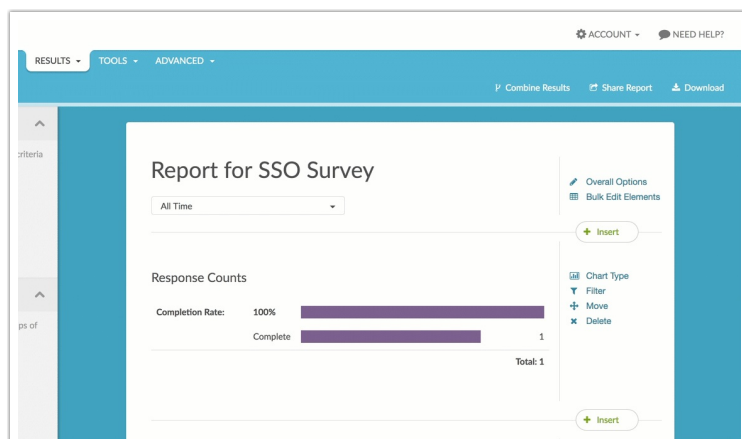 ACCOUNT
NEED HELP?
RESULTS
TOOLS
ADVANCED
Combine Results
Share Report
Download
criteria
ps of
Report for SSO Survey
All Time
Overall Options
Bulk Edit Elements
+ Insert
Response Counts
Completion Rate: 100%
Complete 1
Total: 1
Chart Type
Filter
Move
Delete
+ Insert